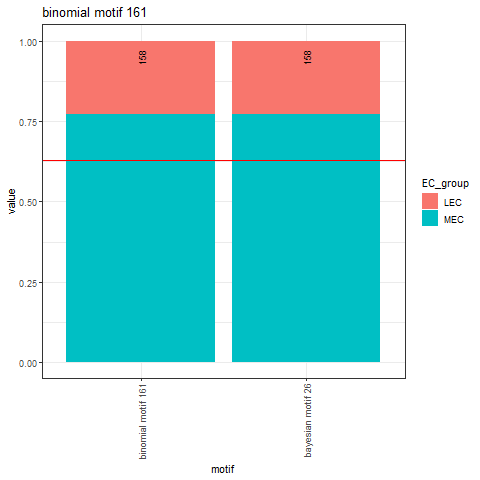 binomial motif 161
1.00
0.75
0.50
0.25
0.00
value
158
158
binomial motif 161
bayesian motif 26
motif
EC_group
LEC
MEC